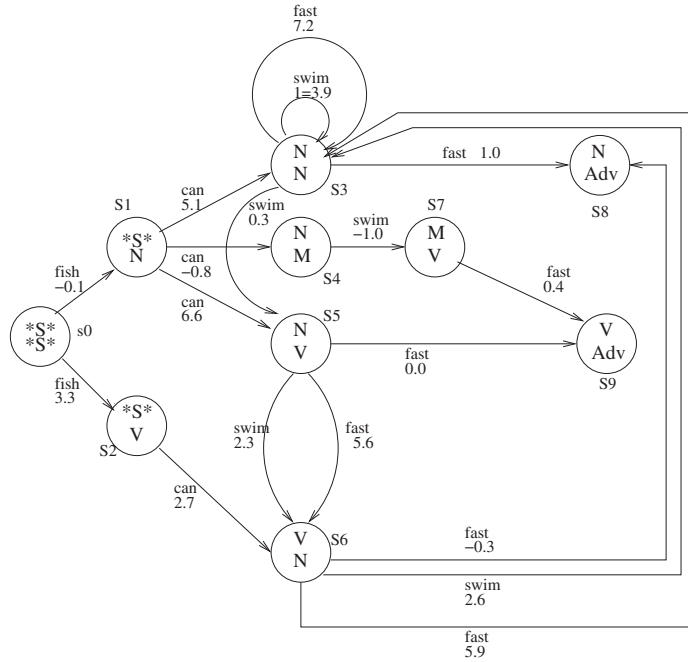 fast
7.2
swim
1=3.9
N
N
S3
fast 1.0
N
Adv
S8
can
5.1
swim
0.3
S1
*S*
N
can
−0.8
N
M
S4
swim
−1.0
S7
M
V
fish
−0.1
can
6.6
fast
0.4
*S*
*S*
s0
N
V
S5
fast
0.0
V
Adv
S9
fish
3.3
*S*
V
S2
swim
2.3
fast
5.6
can
2.7
V
N
S6
fast
−0.3
swim
2.6
fast
5.9